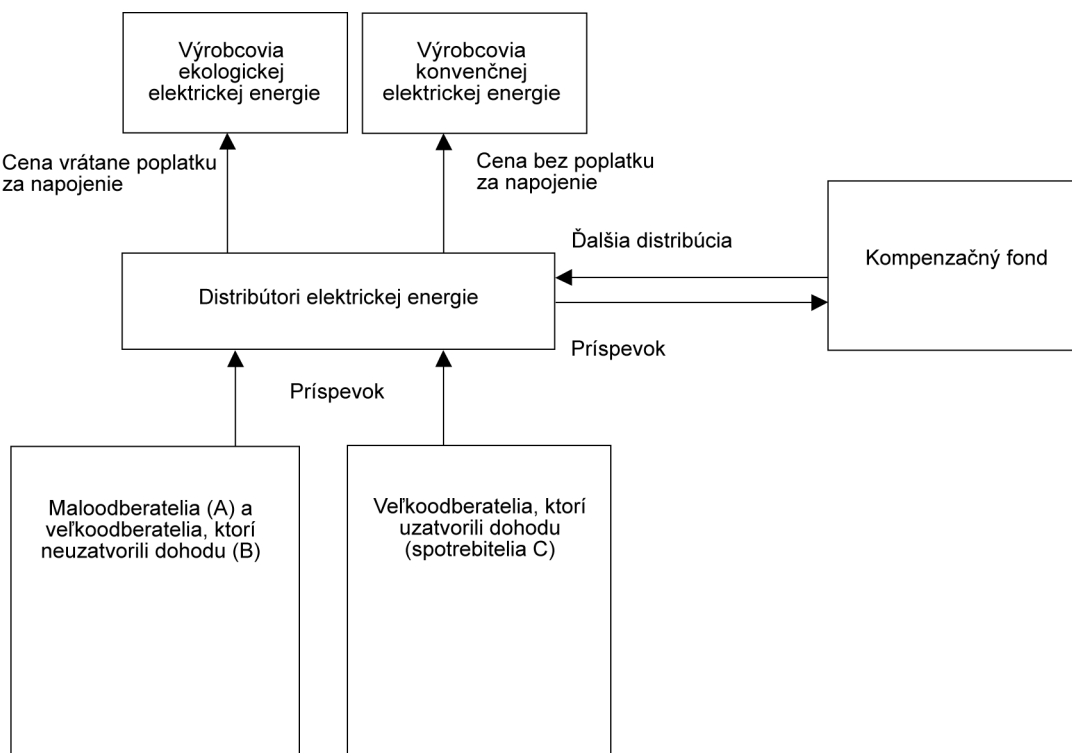 Výrobcovia
ekologickej
elektrickej energie
Výrobcovia
konvenčnej
elektrickej energie
Cena vrátane poplatku
za napojenie
Cena bez poplatku
za napojenie
Ďalšia distribúcia
Kompenzačný fond
Distribútori elektrickej energie
Príspevok
Príspevok
Maloodberatelia (A) a
veľkoodberatelia, ktorí
neuzatvorili dohodu (B)
Veľkoodberatelia, ktorí
uzatvorili dohodu
(spotrebitelia C)